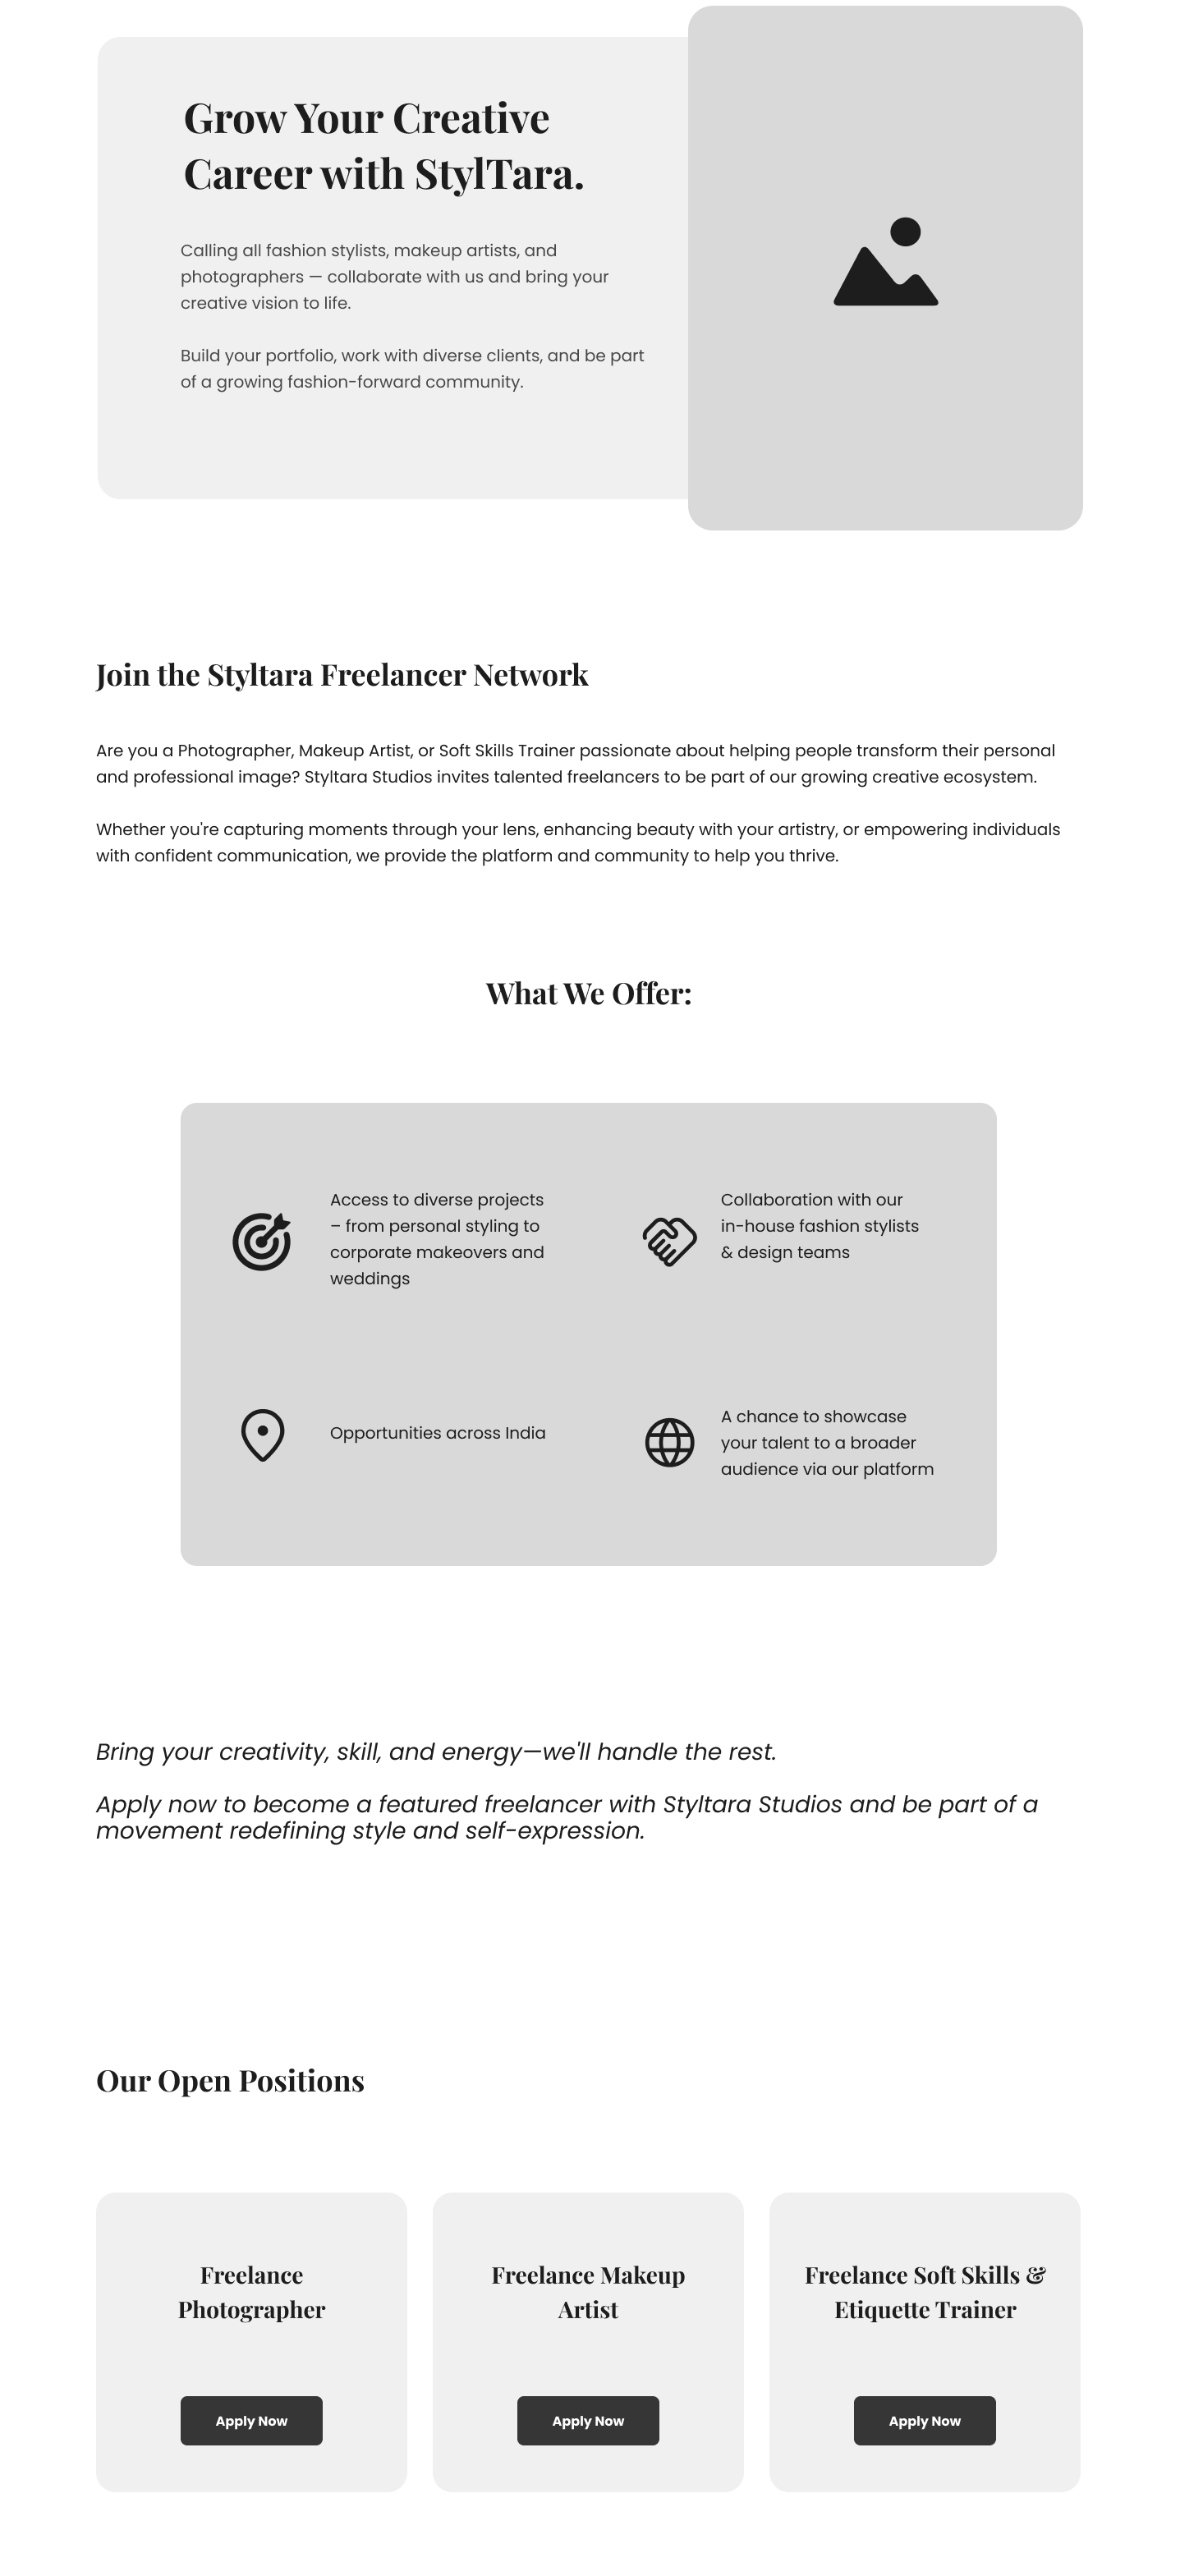 Grow Your Creative
Career with StylTara.
Calling all fashion stylists, makeup artists, and
photographers — collaborate with us and bring your
creative vision to life.
Build your portfolio, work with diverse clients, and be part
of a growing fashion-forward community.
Join the Styltara Freelancer Network
Are you a Photographer, Makeup Artist, or Soft Skills Trainer passionate about helping people transform their personal
and professional image? Styltara Studios invites talented freelancers to be part of our growing creative ecosystem.
Whether you're capturing moments through your lens, enhancing beauty with your artistry, or empowering individuals
with confident communication, we provide the platform and community to help you thrive.
What We Offer:
Access to diverse projects
– from personal styling to
corporate makeovers and
weddings
Collaboration with our
in-house fashion stylists
& design teams
Opportunities across India
A chance to showcase
your talent to a broader
audience via our platform
Bring your creativity, skill, and energy—we'll handle the rest.
Apply now to become a featured freelancer with Styltara Studios and be part of a
movement redefining style and self-expression.
Our Open Positions
Freelance
Photographer
Apply Now
Freelance Makeup
Artist
Apply Now
Freelance Soft Skills &
Etiquette Trainer
Apply Now